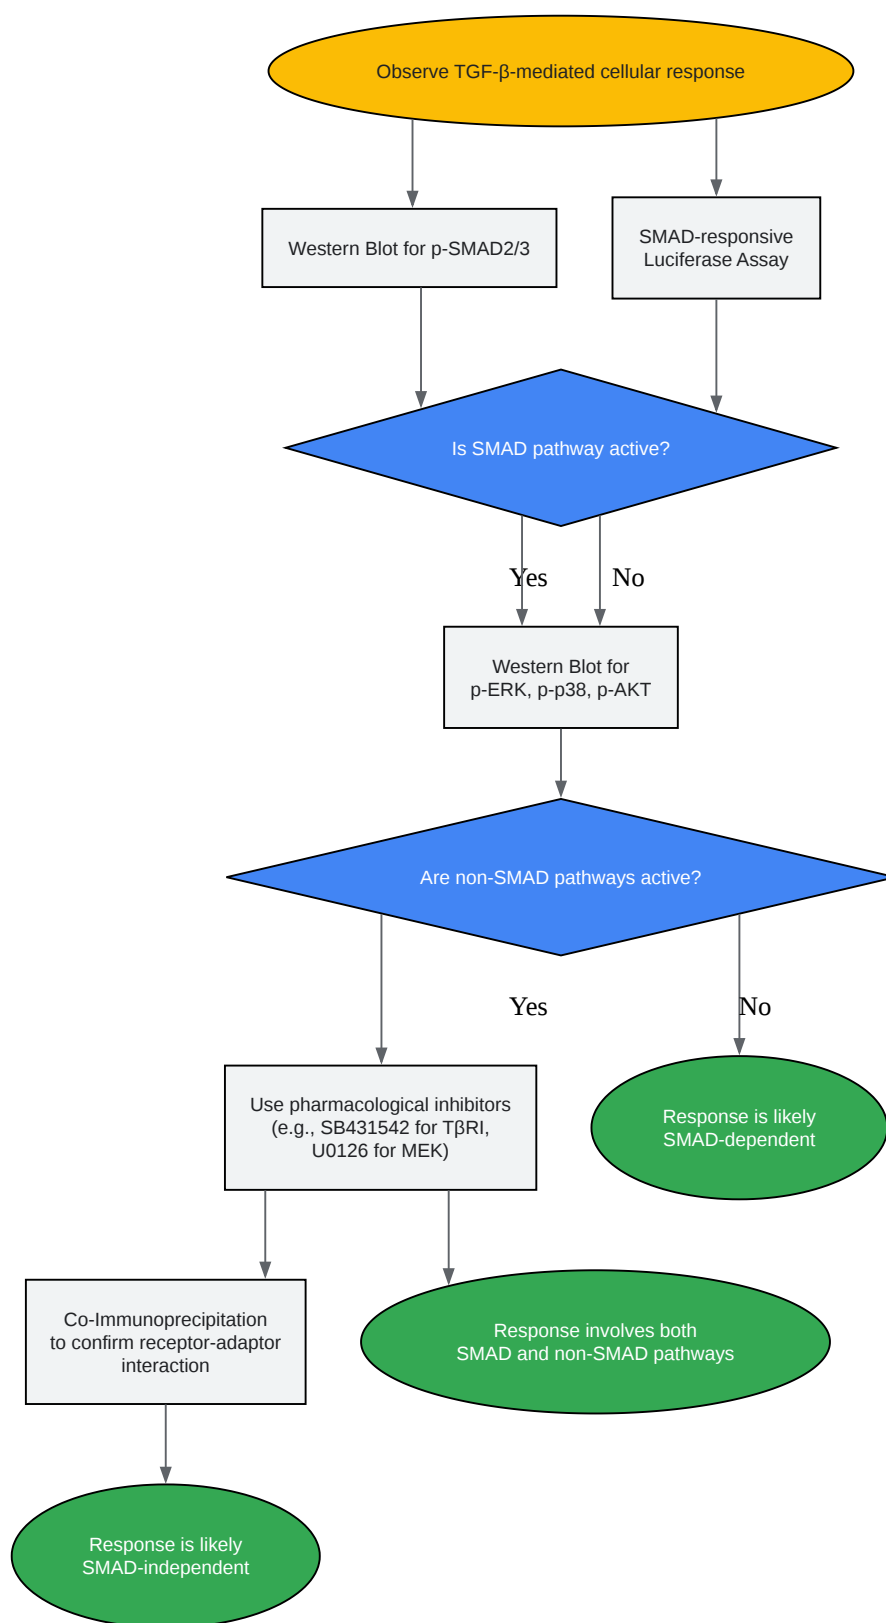 Observe TGF-β-mediated cellular response
Western Blot for p-SMAD2/3
SMAD-responsive
Luciferase Assay
Is SMAD pathway active?
Yes
No
Western Blot for
p-ERK, p-p38, p-AKT
Are non-SMAD pathways active?
Yes
No
Use pharmacological inhibitors
(e.g., SB431542 for TβRI,
U0126 for MEK)
Response is likely
SMAD-dependent
Co-Immunoprecipitation
to confirm receptor-adaptor
interaction
Response involves both
SMAD and non-SMAD pathways
Response is likely
SMAD-independent